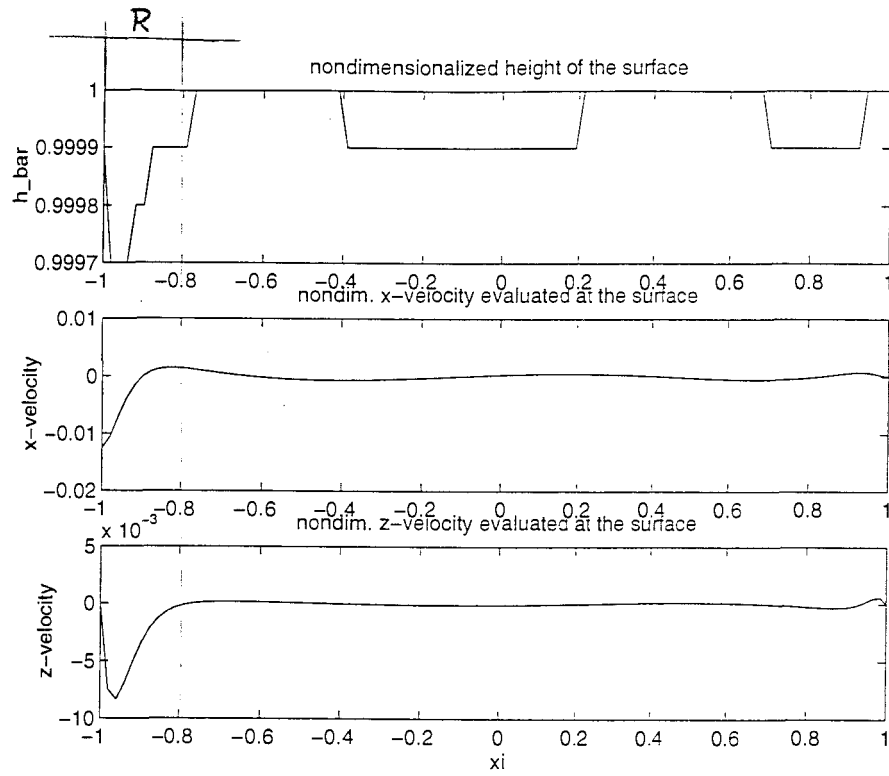 R
nondimensionalized height of the surface
1
0.9999
0.9998
0.9997
h_bar
-1 -0.8 -0.6 -0.4 -0.2 0 0.2 0.4 0.6 0.8 1
nondim. x-velocity evaluated at the surface
0.01
0
-0.01
-0.02
x-velocity
-1 -0.8 -0.6 -0.4 -0.2 0 0.2 0.4 0.6 0.8 1
x 10^-3
nondim. z-velocity evaluated at the surface
5
0
-5
-10
z-velocity
-1 -0.8 -0.6 -0.4 -0.2 0 0.2 0.4 0.6 0.8 1
xi